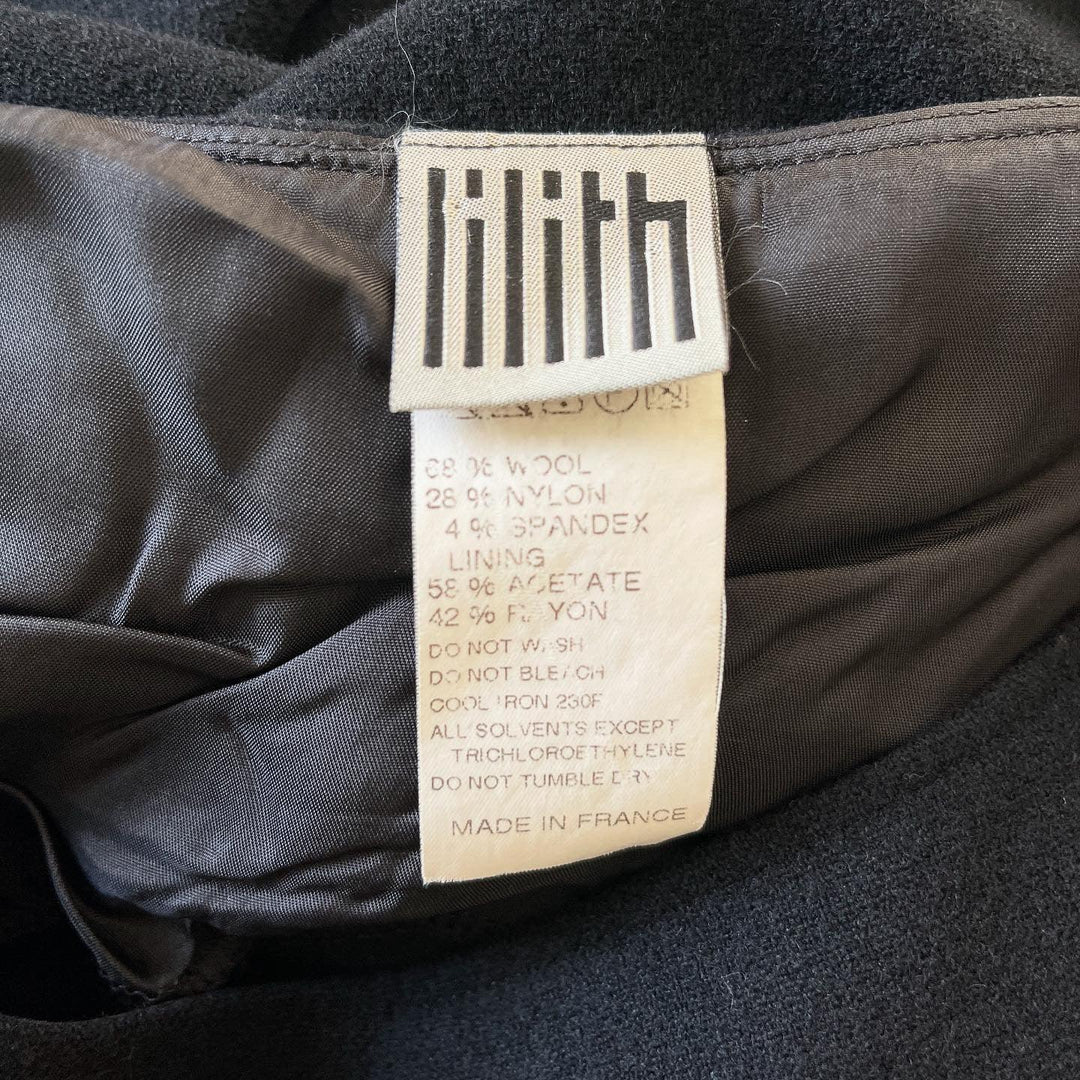 lilith
68 % WOOL
28 % NYLON
4 % SPANDEX
LINING
58 % ACETATE
42 % RAYON
DO NOT WASH
DO NOT BLEACH
COOL IRON 230F
ALL SOLVENTS EXCEPT
TRICHLOROETHYLENE
DO NOT TUMBLE DRY
MADE IN FRANCE